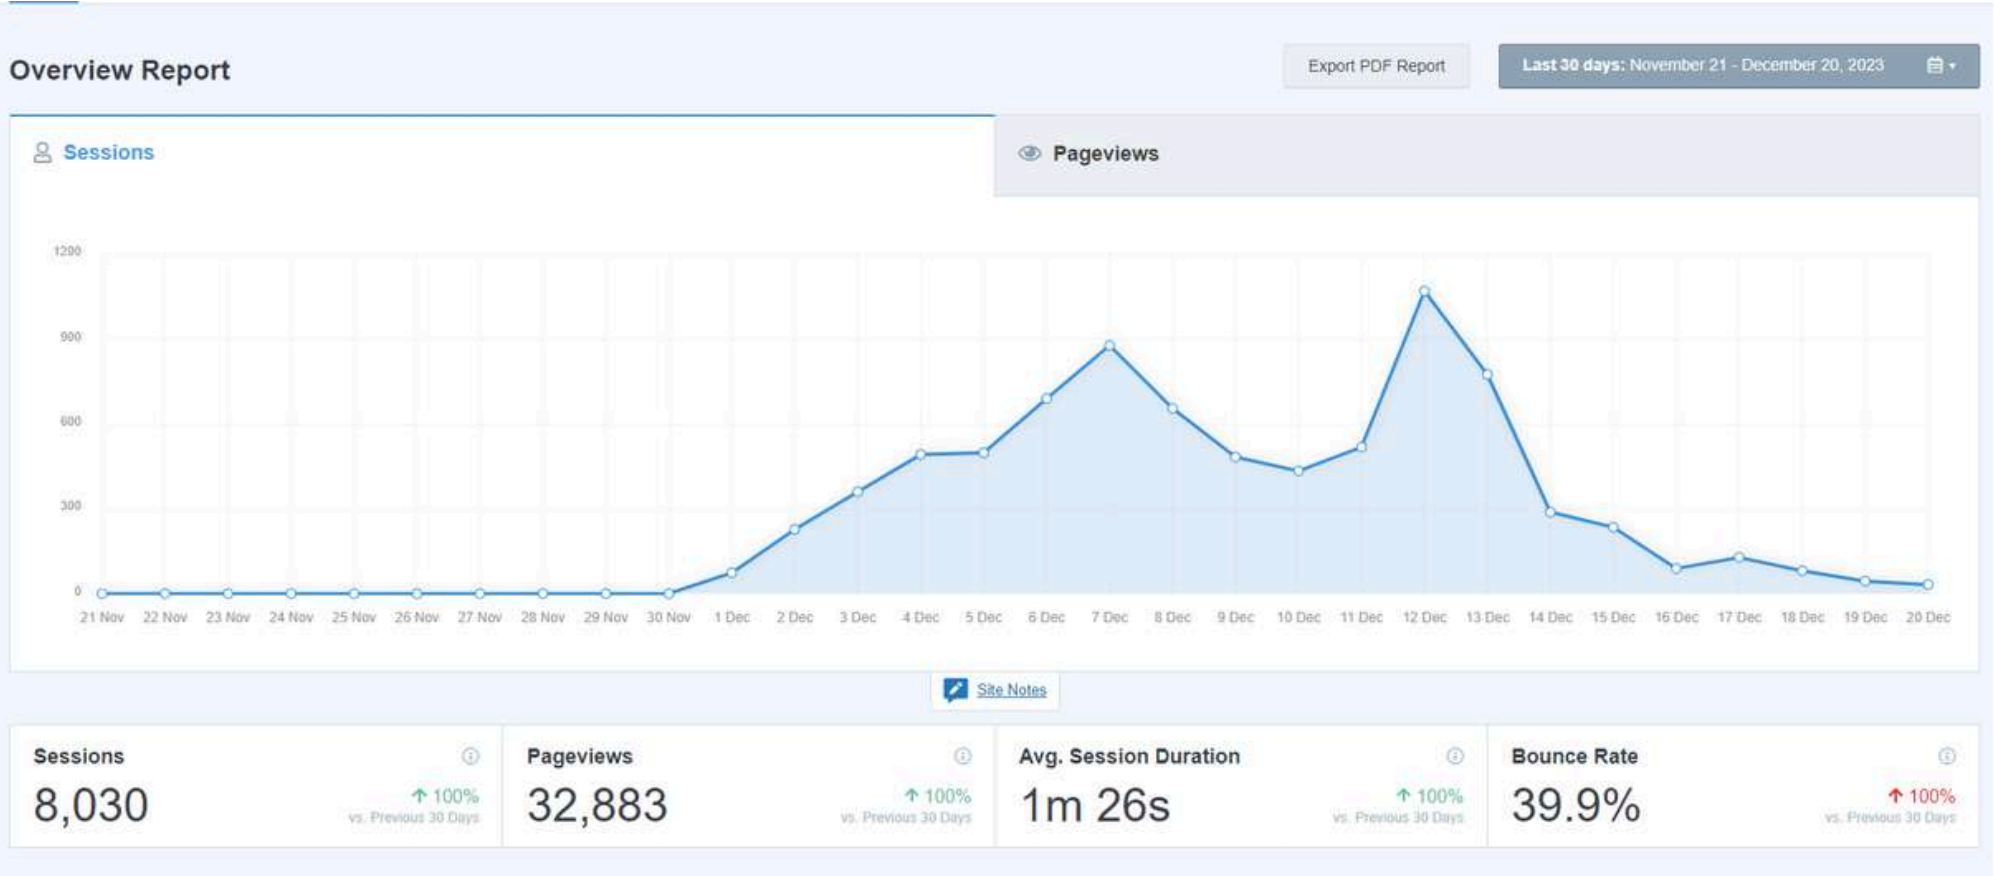 Overview Report
Export PDF Report
Last 30 days: November 21 - December 20, 2023
Sessions
Pageviews
1200
900
600
300
0
21 Nov 22 Nov 23 Nov 24 Nov 25 Nov 26 Nov 27 Nov 28 Nov 29 Nov 30 Nov 1 Dec 2 Dec 3 Dec 4 Dec 5 Dec 6 Dec 7 Dec 8 Dec 9 Dec 10 Dec 11 Dec 12 Dec 13 Dec 14 Dec 15 Dec 16 Dec 17 Dec 18 Dec 19 Dec 20 Dec
Site Notes
Sessions
8,030
100%
vs. Previous 30 Days
Pageviews
32,883
100%
vs. Previous 30 Days
Avg. Session Duration
1m 26s
100%
vs. Previous 30 Days
Bounce Rate
39.9%
100%
vs. Previous 30 Days